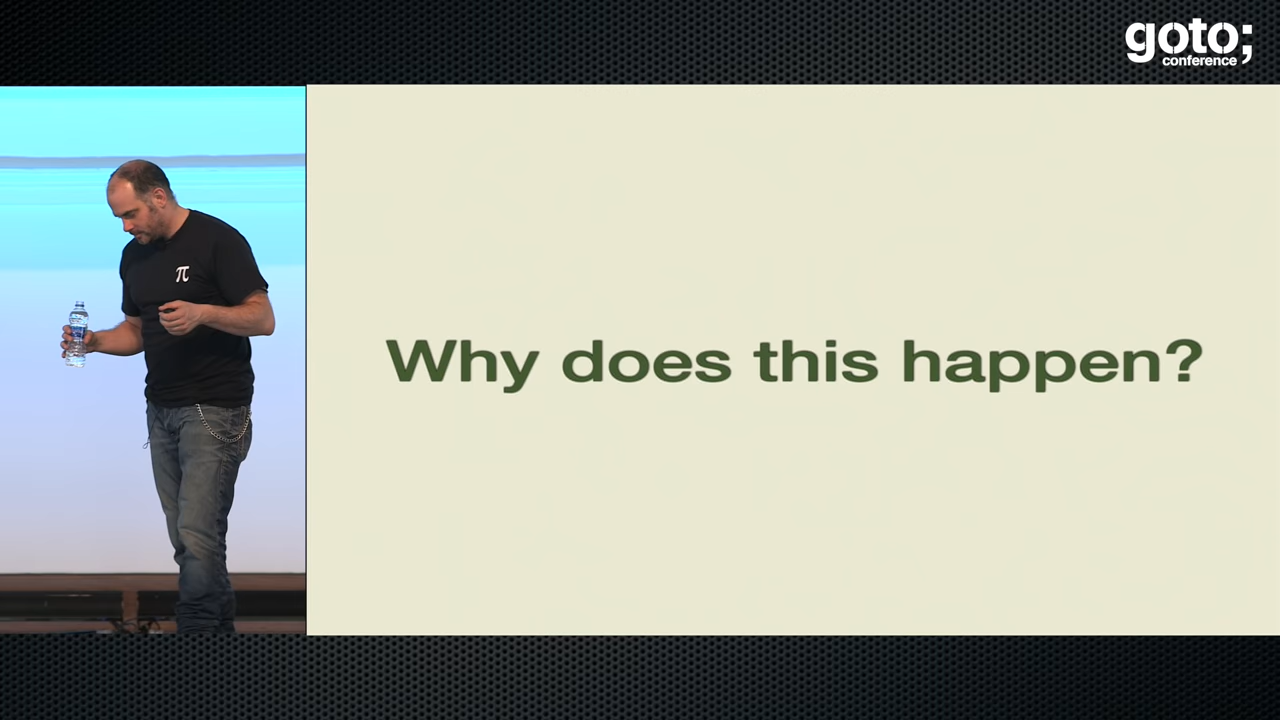 goto;
conference
π
Why does this happen?